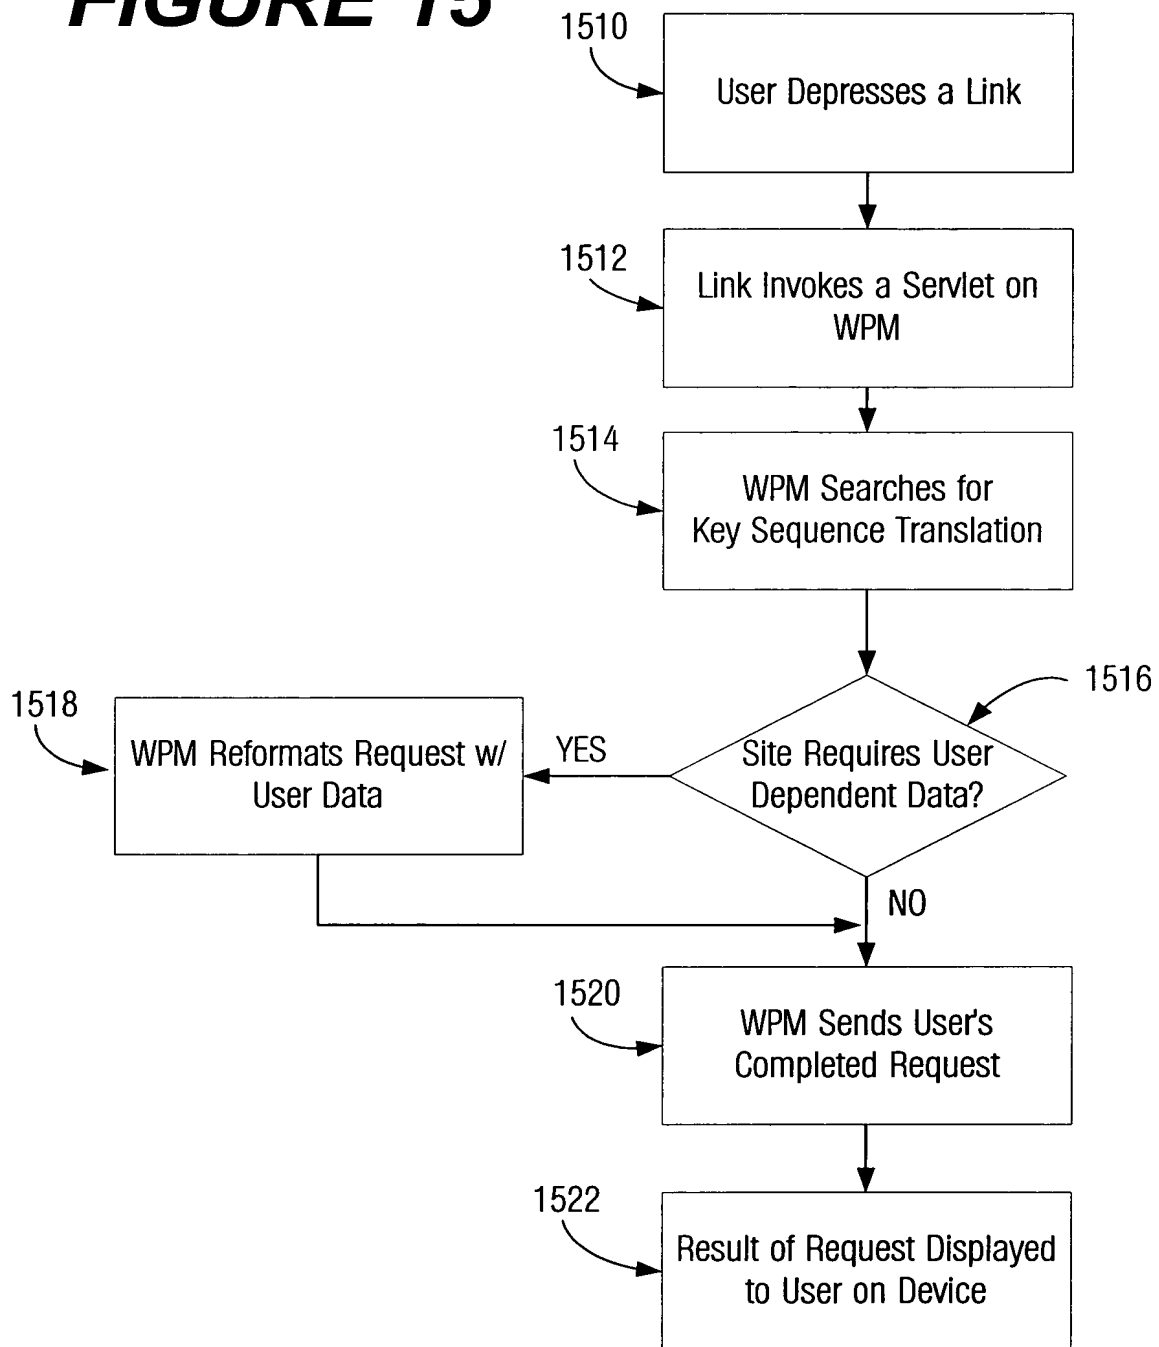 FIGURE 15
1510
User Depresses a Link
1512
Link Invokes a Servlet on
WPM
1514
WPM Searches for
Key Sequence Translation
1516
Site Requires User
Dependent Data?
YES
1518
WPM Reformats Request w/
User Data
NO
1520
WPM Sends User's
Completed Request
1522
Result of Request Displayed
to User on Device